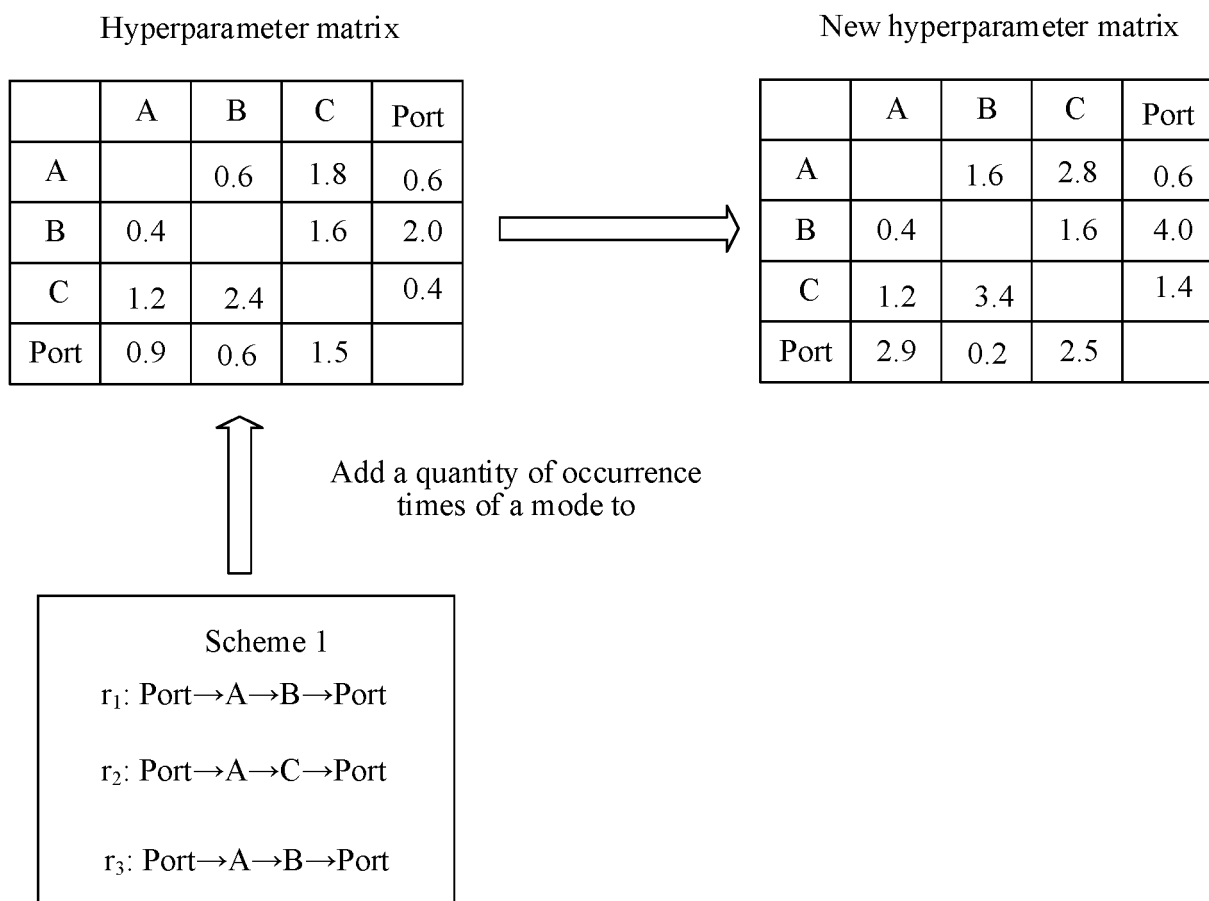 Hyperparameter matrix
A B C Port
A 0.6 1.8 0.6
B 0.4 1.6 2.0
C 1.2 2.4 0.4
Port 0.9 0.6 1.5
New hyperparameter matrix
A B C Port
A 1.6 2.8 0.6
B 0.4 1.6 4.0
C 1.2 3.4 1.4
Port 2.9 0.2 2.5
Add a quantity of occurrence
times of a mode to
Scheme 1
r₁: Port→A→B→Port
r₂: Port→A→C→Port
r₃: Port→A→B→Port